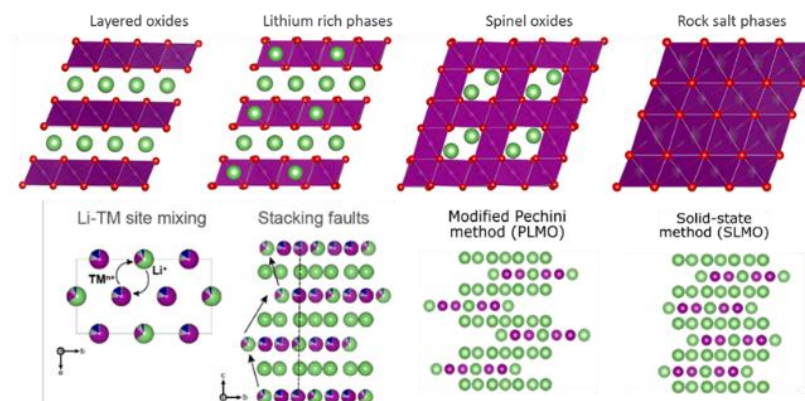 Layered oxides
Lithium rich phases
Spinel oxides
Rock salt phases
Li-TM site mixing
Stacking faults
Modified Pechini
method (PLMO)
Solid-state
method (SLMO)
Li⁺
TMⁿ⁺
b
a
c
b